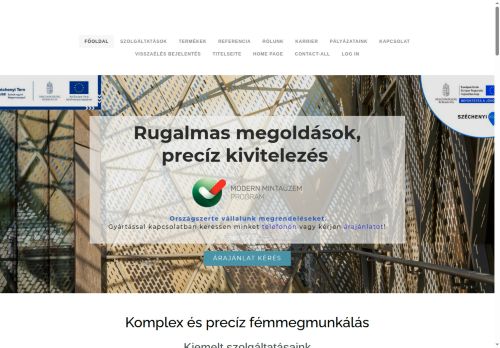 FŐOLDAL SZOLGÁLTATÁSOK TERMÉKEK REFERENCIA RÓLUNK KARRIER PÁLYÁZATAINK KAPCSOLAT
VISSZAÉLÉS BEJELENTÉS TITELSEITE HOME PAGE CONTACT-ALL LOG IN
SZÉCHENYI
Rugalmas megoldások,
precíz kivitelezés
MODERN MINTAÜZEM
PROGRAM
Országszerte vállalunk megrendeléseket.
Gyártással kapcsolatban keressen minket telefonon vagy kérjen árajánlatot!
ÁRAJÁNLAT KÉRÉS
Komplex és precíz fémmegmunkálás
Kiemelt szolgáltatásaink